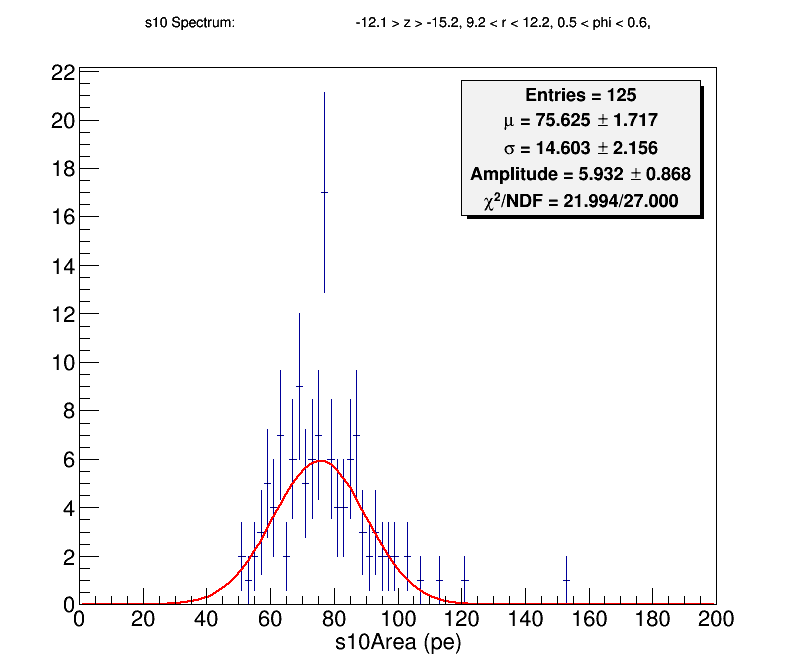 s10 Spectrum: -12.1 > z > -15.2, 9.2 < r < 12.2, 0.5 < phi < 0.6,
Entries = 125
μ = 75.625 ± 1.717
σ = 14.603 ± 2.156
Amplitude = 5.932 ± 0.868
χ²/NDF = 21.994/27.000
22
20
18
16
14
12
10
8
6
4
2
0
0 20 40 60 80 100 120 140 160 180 200
s10Area (pe)